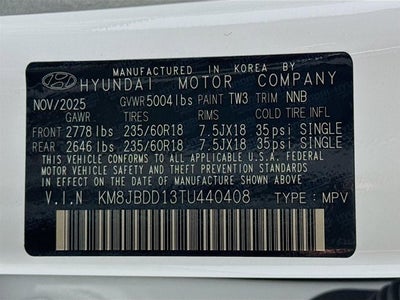 MANUFACTURED IN KOREA BY
HYUNDAI MOTOR COMPANY
NOV/2025 GVWR 5004lbs PAINT TW3 TRIM NNB
GAWR TIRES RIMS COLD TIRE INFL
FRONT 2778 lbs 235/60R18 7.5JX18 35psi SINGLE
REAR 2646 lbs 235/60R18 7.5JX18 35psi SINGLE
THIS VEHICLE CONFORMS TO ALL APPLICABLE U.S.A. FEDERAL
MOTOR VEHICLE SAFETY, BUMPER, AND THEFT PREVENTION
STANDARDS IN EFFECT ON THE DATE OF MANUFACTURE SHOWN ABOVE.
V.I.N KM8JBDD13TU440408 TYPE: MPV